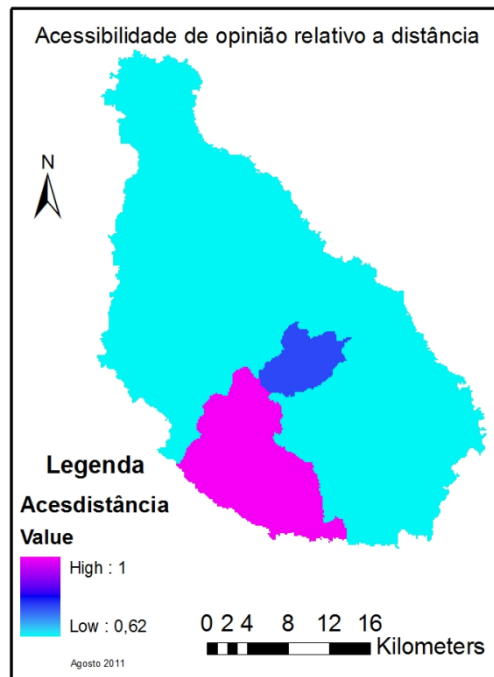 Acessibilidade de opinião relativo a distância
N
Legenda
Acesdistância
Value
High : 1
Low : 0,62
0 2 4 8 12 16
Kilometers
Agosto 2011